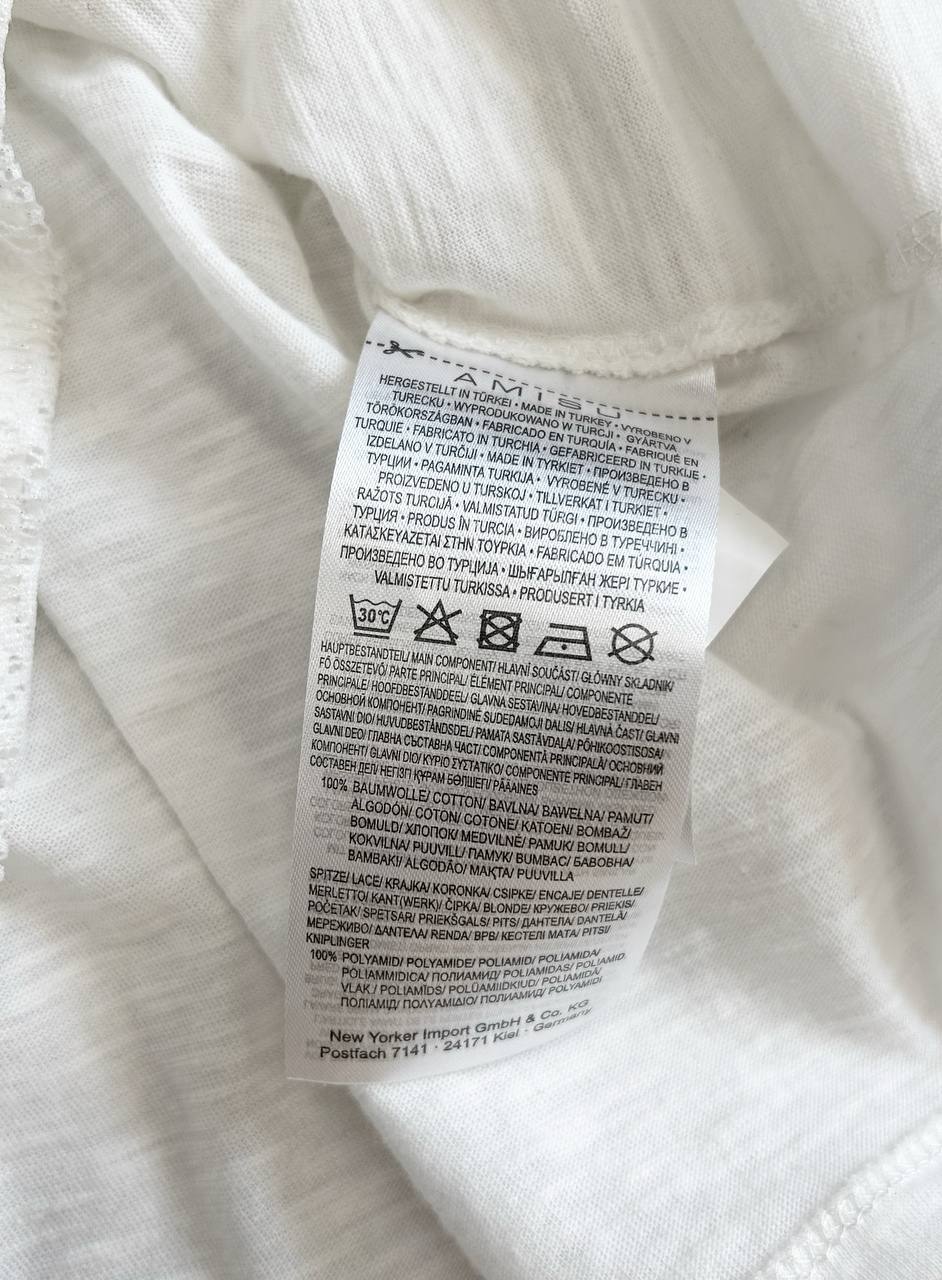 AMISU
HERGESTELLT IN TÜRKEI • MADE IN TURKEY • VYROBENO V
TURECKU • WYPRODUKOWANO W TURCJI • GYÁRTVA
TÖRÖKORSZÁGBAN • FABRICADO EN TURQUÍA • FABRIQUÉ EN
TURQUIE • FABRICATO IN TURCHIA • GEFABRICEERD IN TURKIJE •
IZDELANO V TURČIJI • MADE IN TYRKIET • ПРОИЗВЕДЕНО В
ТУРЦИИ • PAGAMINTA TURKIJA • VYROBENÉ V TURECKU •
PROIZVEDENO U TURSKOJ • TILLVERKAT I TURKIET •
RAŽOTS TURCIJĀ • VALMISTATUD TÜRGI • ПРОИЗВЕДЕНО В
ТУРЦИЯ • PRODUS ÎN TURCIA • ВИРОБЛЕНО В ТУРЕЧЧИНІ •
ΚΑΤΑΣΚΕΥΑΖΕΤΑΙ ΣΤΗΝ ΤΟΥΡΚΙΑ • FABRICADO EM TÚRQUIA •
ПРОИЗВЕДЕНО ВО ТУРЦИЈА • ШЫҒАРЫЛҒАН ЖЕРІ ТУРКИЕ •
VALMISTETTU TURKISSA • PRODUSERT I TYRKIA
30°C
HAUPTBESTANDTEIL/ MAIN COMPONENT/ HLAVNÍ SOUČÁST/ GŁÓWNY SKŁADNIK/
FŐ ÖSSZETEVŐ/ PARTE PRINCIPAL/ ÉLÉMENT PRINCIPAL/ COMPONENTE
PRINCIPALE/ HOOFDBESTANDDEEL/ GLAVNA SESTAVINA/ HOVEDBESTANDDEL/
ОСНОВНОЙ КОМПОНЕНТ/ PAGRINDINĖ SUDEDAMOJI DALIS/ HLAVNÁ ČASŤ/ GLAVNI
SASTAVNI DIO/ HUVUDBESTÅNDSDEL/ PAMATA SASTĀVDAĻA/ PÕHIKOOSTISOSA/
GLAVNI DEO/ ГЛАВНА СЪСТАВНА ЧАСТ/ COMPONENTĂ PRINCIPALĂ/ ОСНОВНИЙ
КОМПОНЕНТ/ GLAVNI DIO/ ΚΥΡΙΟ ΣΥΣΤΑΤΙΚΟ/ COMPONENTE PRINCIPAL/ ГЛАВЕН
СОСТАВЕН ДЕЛ/ НЕГІЗГІ ҚҰРАМ БӨЛІШЕГІ/ PÄÄAINES
100% BAUMWOLLE/ COTTON/ BAVLNA/ BAWEŁNA/ PAMUT/
ALGODÓN/ COTON/ COTONE/ KATOEN/ BOMBAŽ/
BOMULD/ ХЛОПОК/ MEDVILNĖ/ PAMUK/ BOMULL/
KOKVILNA/ PUUVILL/ ПАМУК/ BUMBAC/ БАВОВНА/
ΒΑΜΒΑΚΙ/ ALGODÃO/ МАҚТА/ PUUVILLA
SPITZE/ LACE/ KRAJKA/ KORONKA/ CSIPKE/ ENCAJE/ DENTELLE/
MERLETTO/ KANT(WERK)/ ČIPKA/ BLONDE/ КРУЖЕВО/ PRIEKIS/
POČETAK/ SPETSAR/ PRIEKŠGALS/ PITS/ ДАНТЕЛА/ DANTELĂ/
МЕРЕЖИВО/ ΔΑΝΤΕΛΑ/ RENDA/ ВРВ/ КЕСТЕЛІ МАТА/ PITSI/
KNIPLINGER
100% POLYAMID/ POLYAMIDE/ POLIAMID/ POLIAMIDA/
POLIAMMIDICA/ ПОЛИАМИД/ POLIAMIDAS/ POLIAMID.
VLAK./ POLIAMĪDS/ POLÜAMIIDKIUD/ POLIAMIDĂ/
ПОЛІАМІД/ ΠΟΛΥΑΜΙΔΙΟ/ ПОЛИАМИД/ POLYAMIDI
New Yorker Import GmbH & Co. KG
Postfach 7141 · 24171 Kiel · Germany